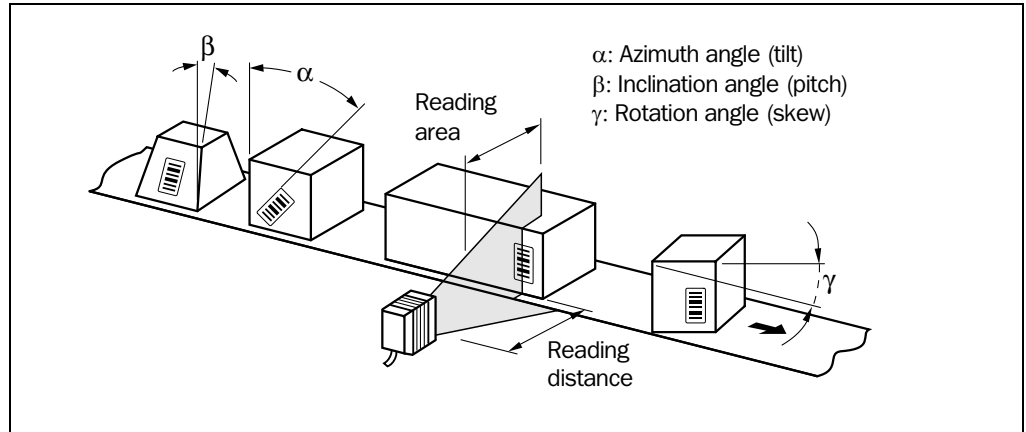 β
α
Reading
area
α: Azimuth angle (tilt)
β: Inclination angle (pitch)
γ: Rotation angle (skew)
γ
Reading
distance